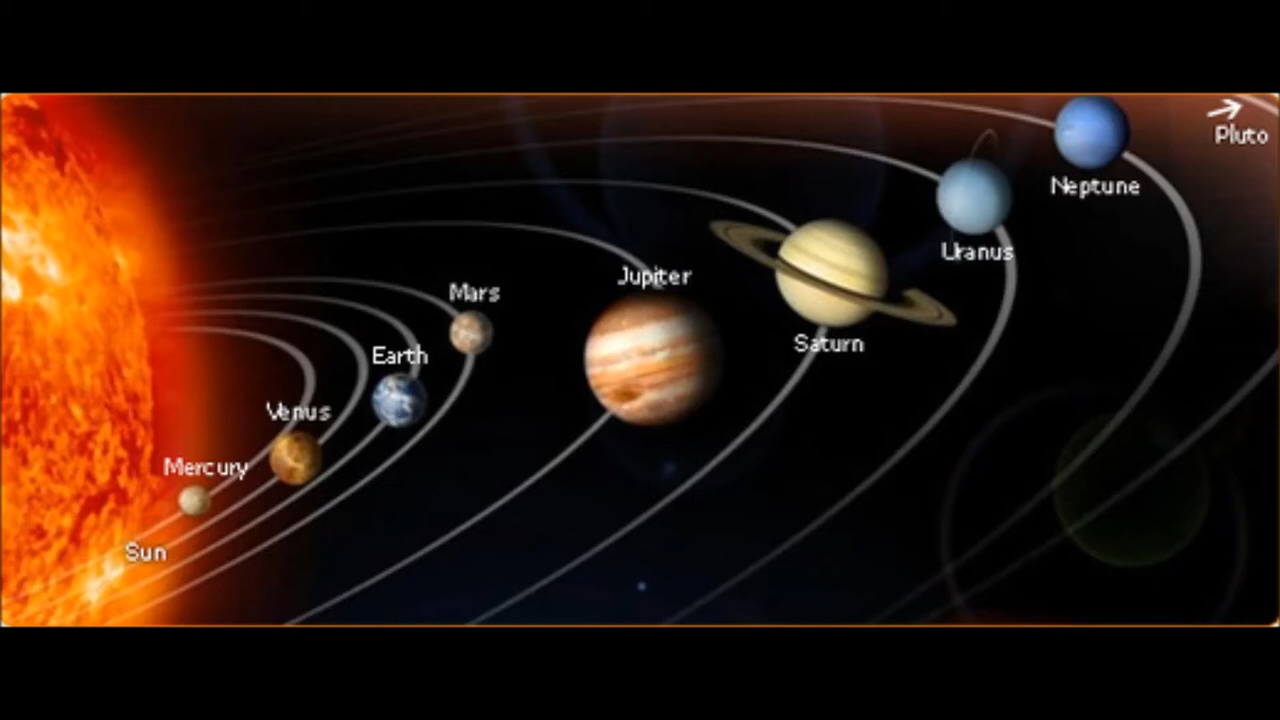 Pluto
Neptune
Uranus
Jupiter
Saturn
Mars
Earth
Venus
Mercury
Sun